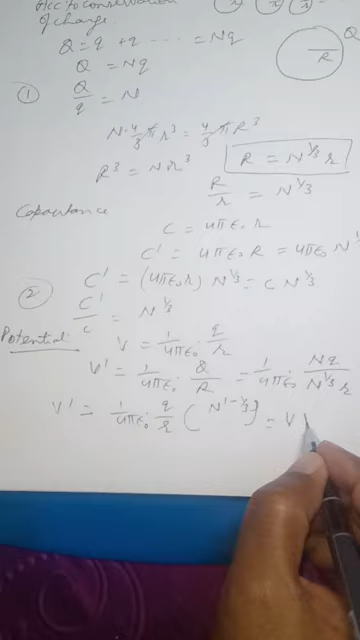 Acc. to conservation
of charge.
Q = q + q ..... = Nq
Q = Nq
Q
R
① Q/q = N
N · 4/3 π r³ = 4/3 π R³
R³ = N r³
R = N^1/3 r
R/r = N^1/3
Capacitance
C = 4πε₀ r
C' = 4πε₀ R = 4πε₀ N^1
C' = (4πε₀ r) N^1/3 = C N^1/3
② C'/C = N^1/3
Potential: V = 1/4πε₀ · q/r
V' = 1/4πε₀ · Q/R = 1/4πε₀ · Nq/N^1/3 r
V' = 1/4πε₀ · q/r (N^1-1/3) = V